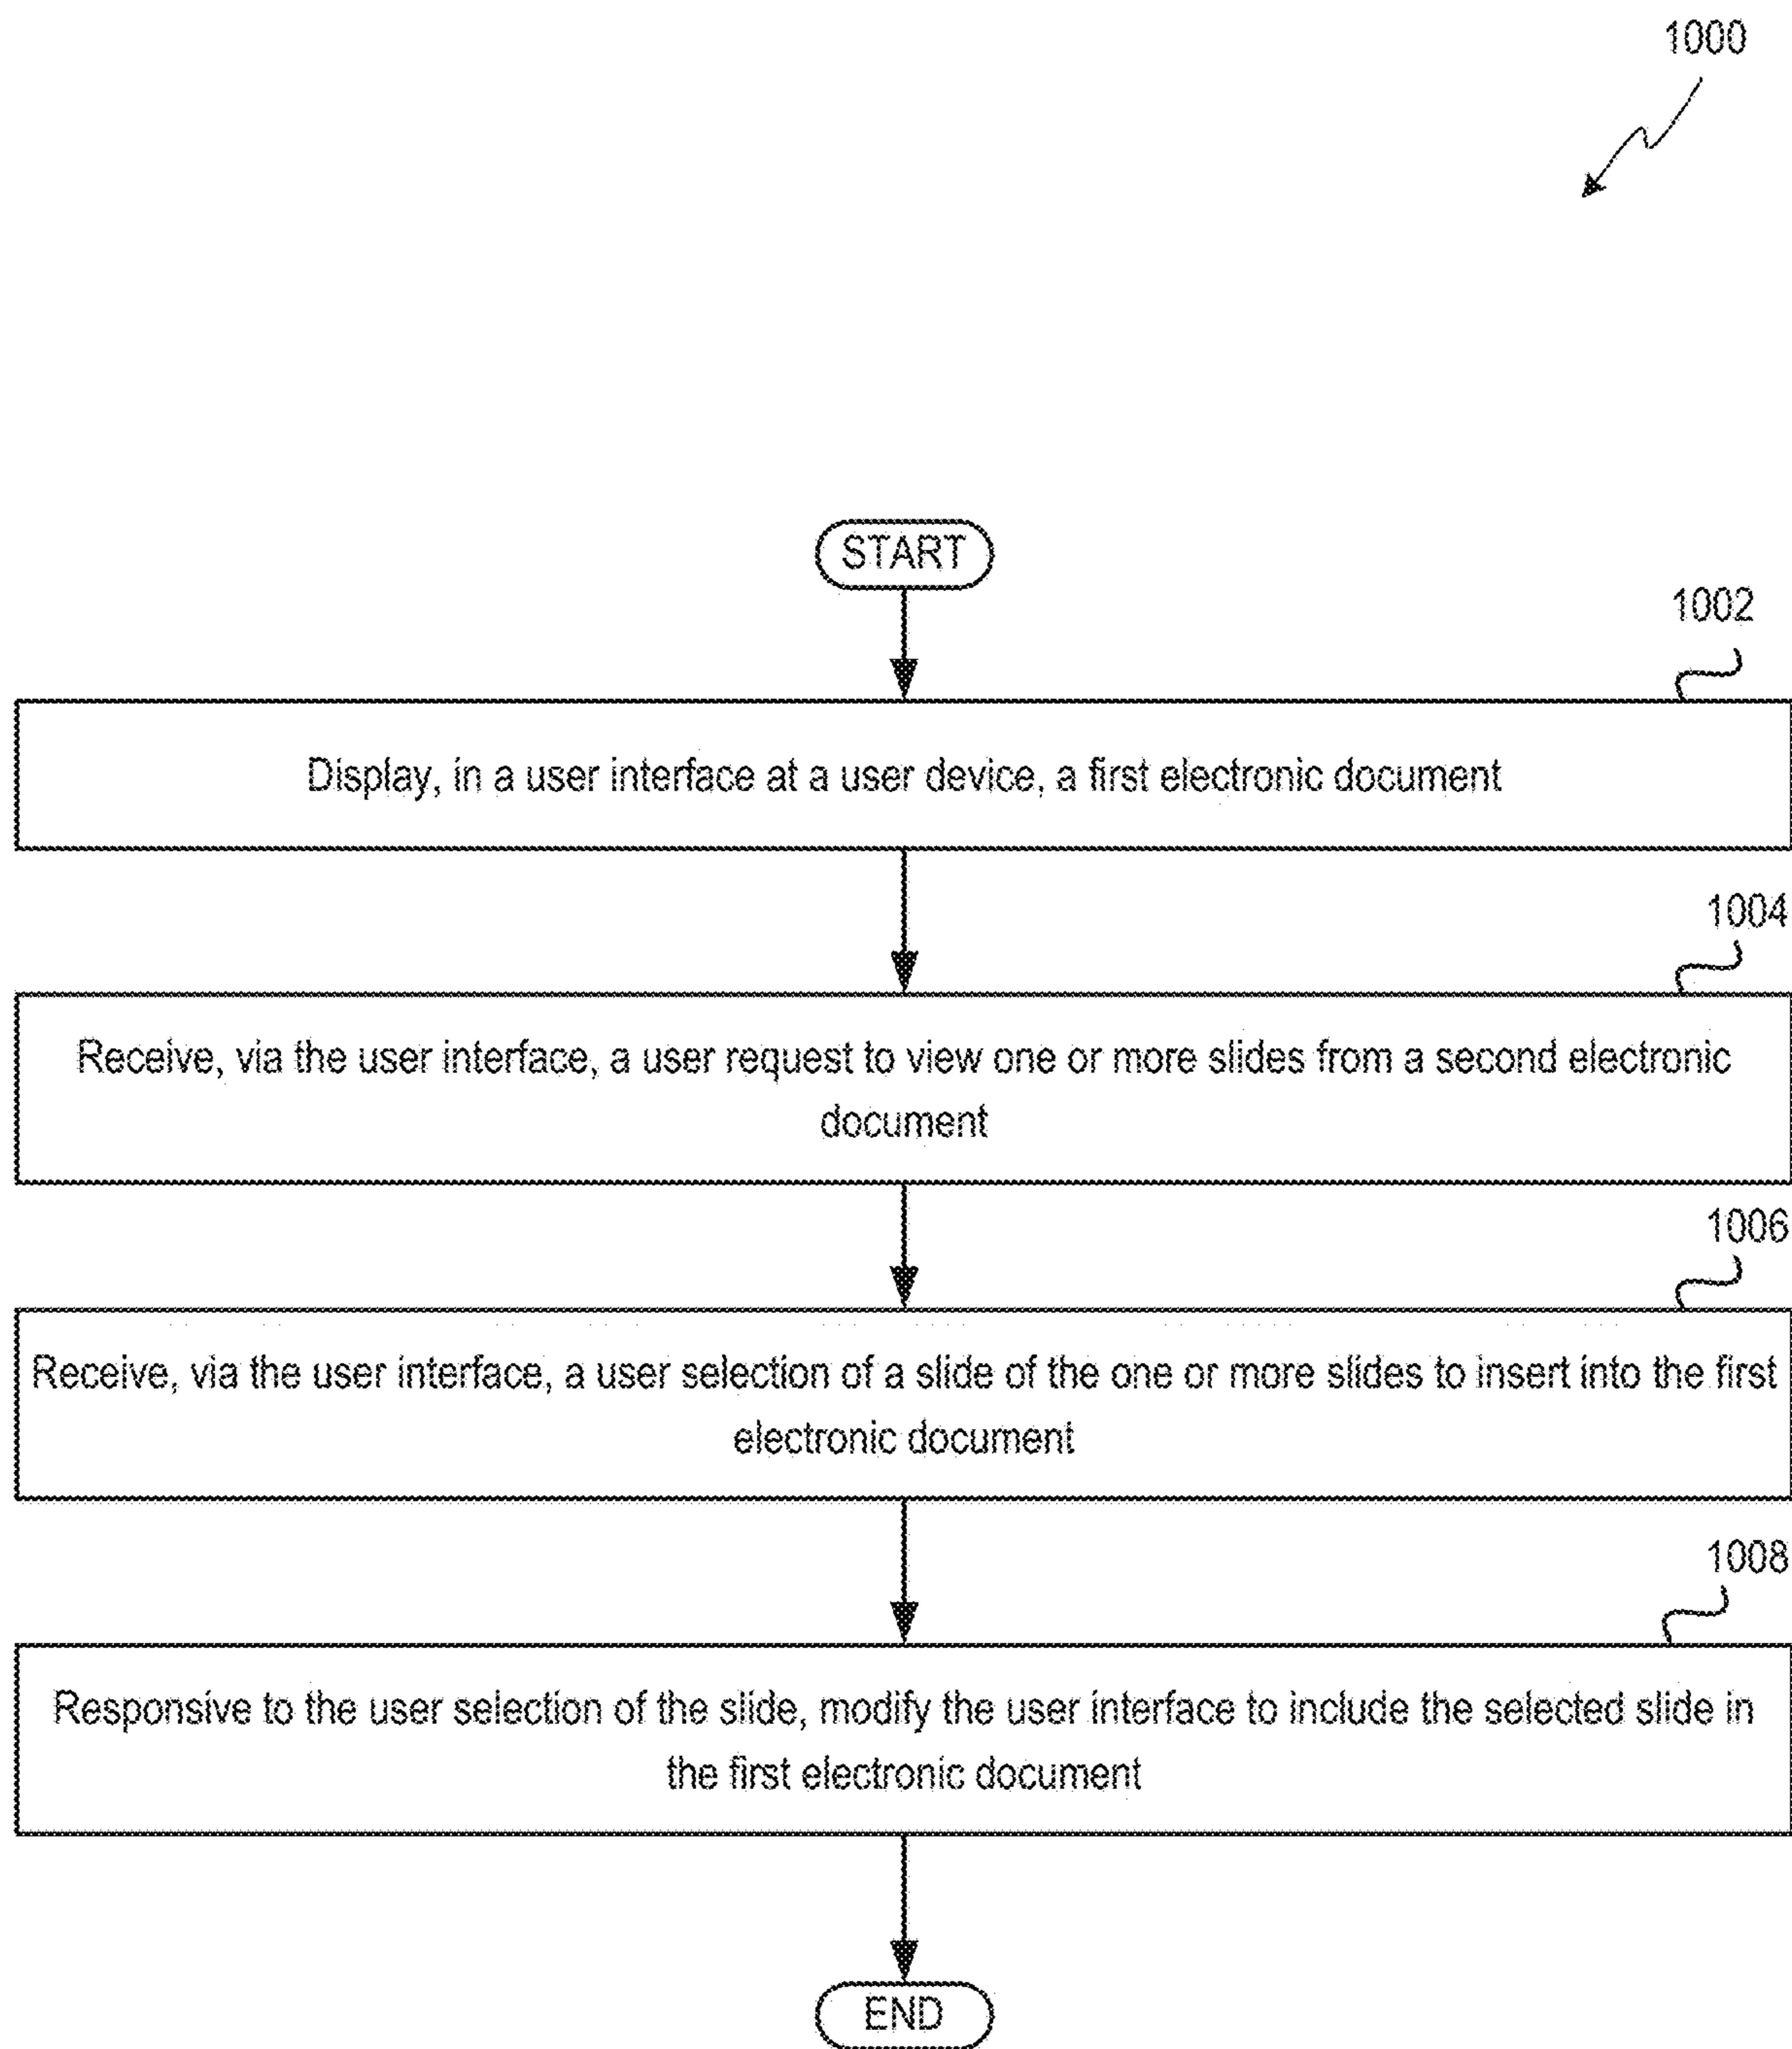 1000
START
1002
Display, in a user interface at a user device, a first electronic document
1004
Receive, via the user interface, a user request to view one or more slides from a second electronic
document
1006
Receive, via the user interface, a user selection of a slide of the one or more slides to insert into the first
electronic document
1008
Responsive to the user selection of the slide, modify the user interface to include the selected slide in
the first electronic document
END